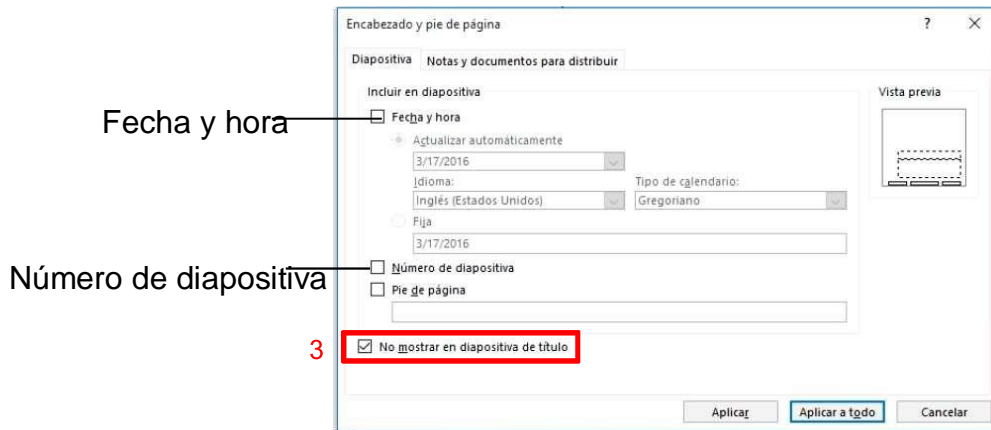 Encabezado y pie de página ? ✕
Diapositiva Notas y documentos para distribuir
Incluir en diapositiva Vista previa
Fecha y hora
Fecha y hora
Actualizar automáticamente
3/17/2016
Idioma: Tipo de calendario:
Inglés (Estados Unidos) Gregoriano
Fija
3/17/2016
Número de diapositiva
Número de diapositiva
Pie de página
3
No mostrar en diapositiva de título
Aplicar Aplicar a todo Cancelar